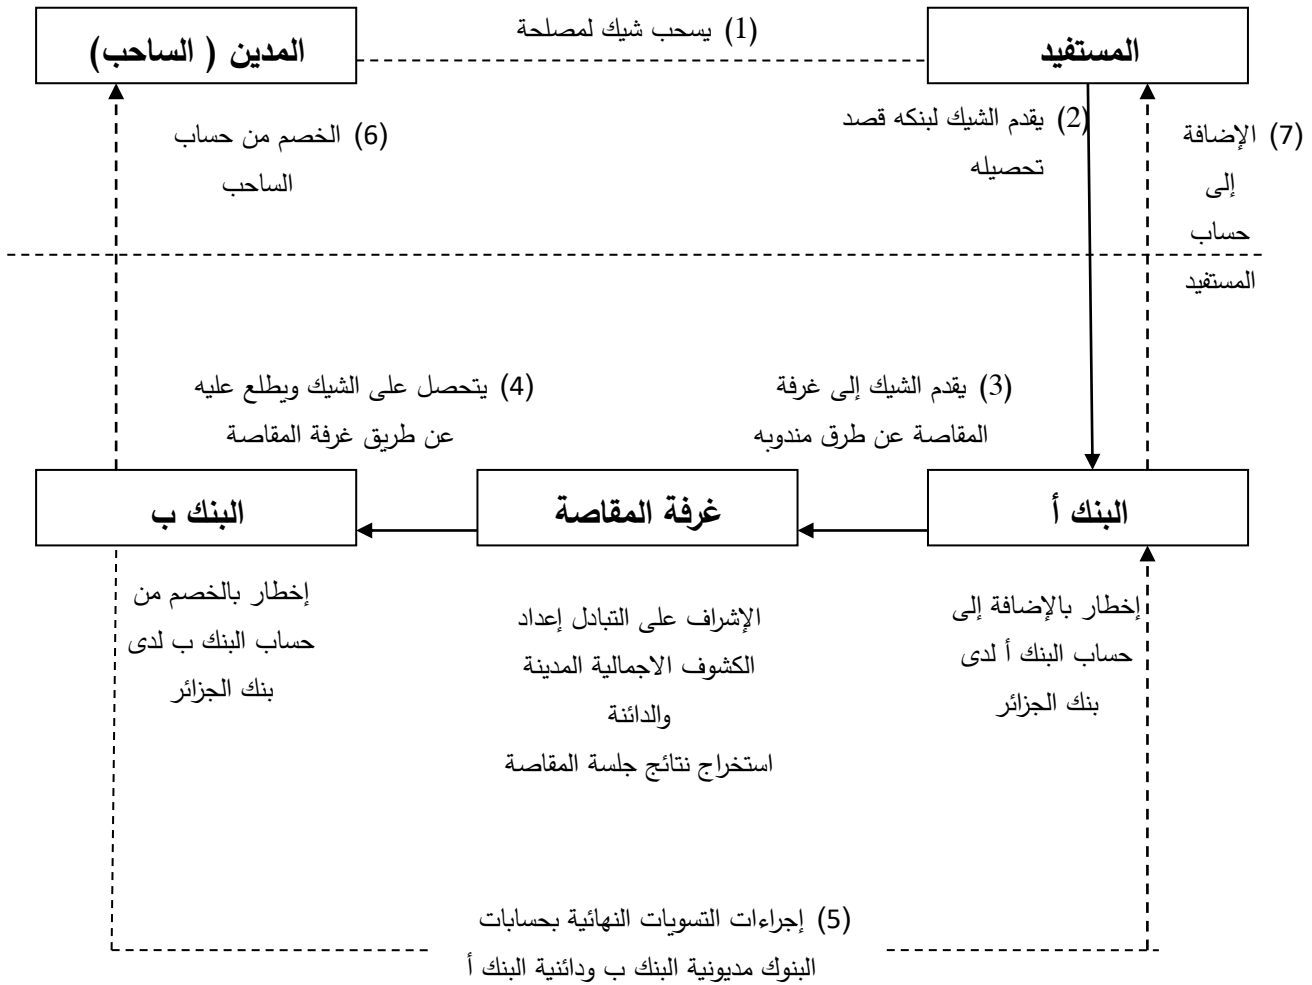 (1) يسحب شيك لمصلحة
المستفيد
المدين ( الساحب)
(2) يقدم الشيك لبنكه قصد
تحصيله
(7) الإضافة
إلى
حساب
المستفيد
(6) الخصم من حساب
الساحب
(3) يقدم الشيك إلى غرفة
المقاصة عن طرق مندوبه
(4) يتحصل على الشيك ويطلع عليه
عن طريق غرفة المقاصة
البنك أ
غرفة المقاصة
البنك ب
إخطار بالإضافة إلى
حساب البنك أ لدى
بنك الجزائر
الإشراف على التبادل إعداد
الكشوف الاجمالية المدينة
والدائنة
استخراج نتائج جلسة المقاصة
إخطار بالخصم من
حساب البنك ب لدى
بنك الجزائر
(5) إجراءات التسويات النهائية بحسابات
البنوك مديونية البنك ب ودائنية البنك أ